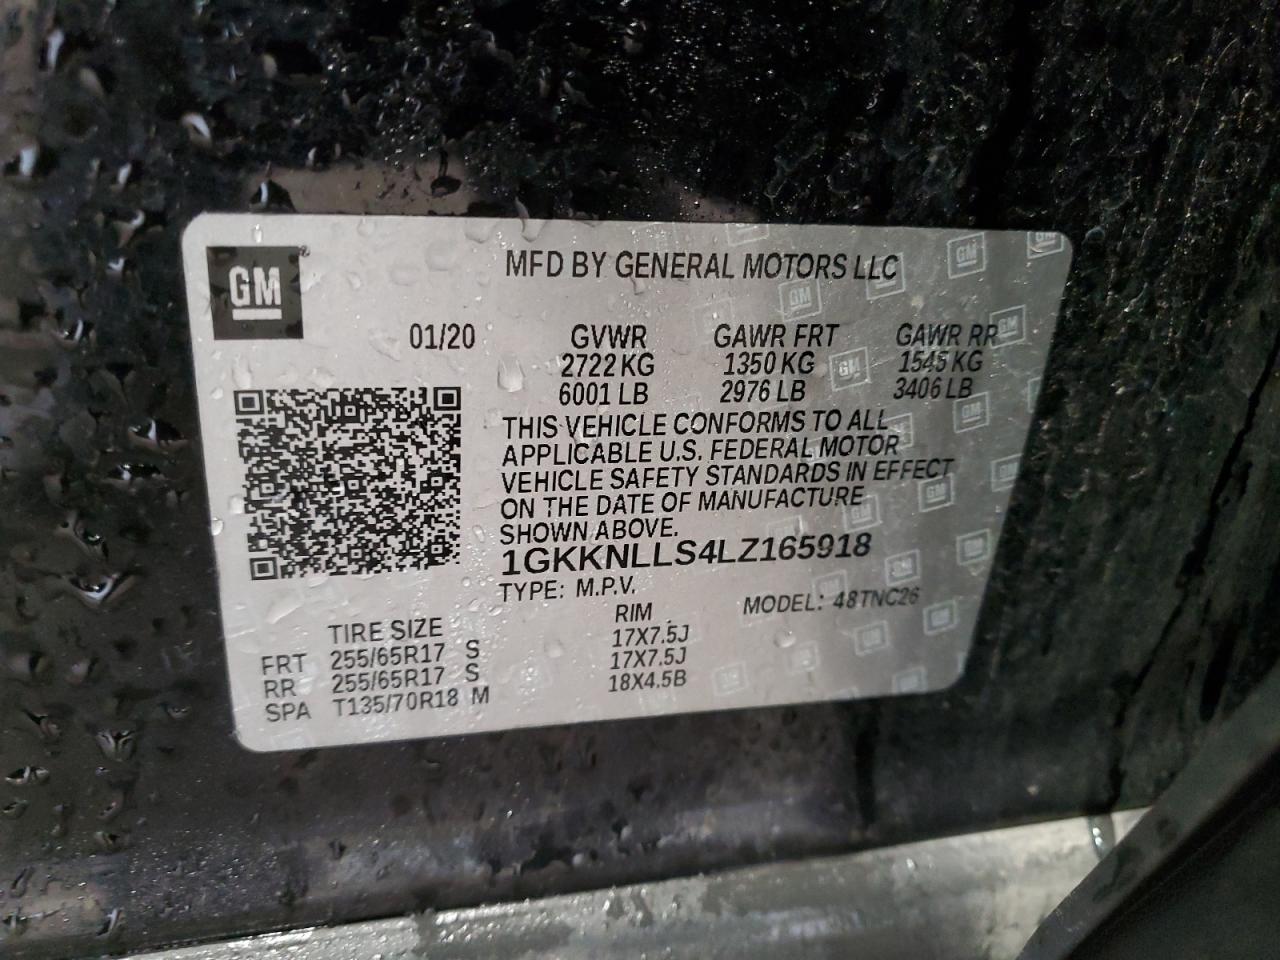 GM
MFD BY GENERAL MOTORS LLC
01/20 GVWR GAWR FRT GAWR RR
2722 KG 1350 KG 1545 KG
6001 LB 2976 LB 3406 LB
THIS VEHICLE CONFORMS TO ALL
APPLICABLE U.S. FEDERAL MOTOR
VEHICLE SAFETY STANDARDS IN EFFECT
ON THE DATE OF MANUFACTURE
SHOWN ABOVE.
1GKKNLLS4LZ165918
TYPE: M.P.V. MODEL: 48TNC26
TIRE SIZE RIM
FRT 255/65R17 S 17X7.5J
RR 255/65R17 S 17X7.5J
SPA T135/70R18 M 18X4.5B